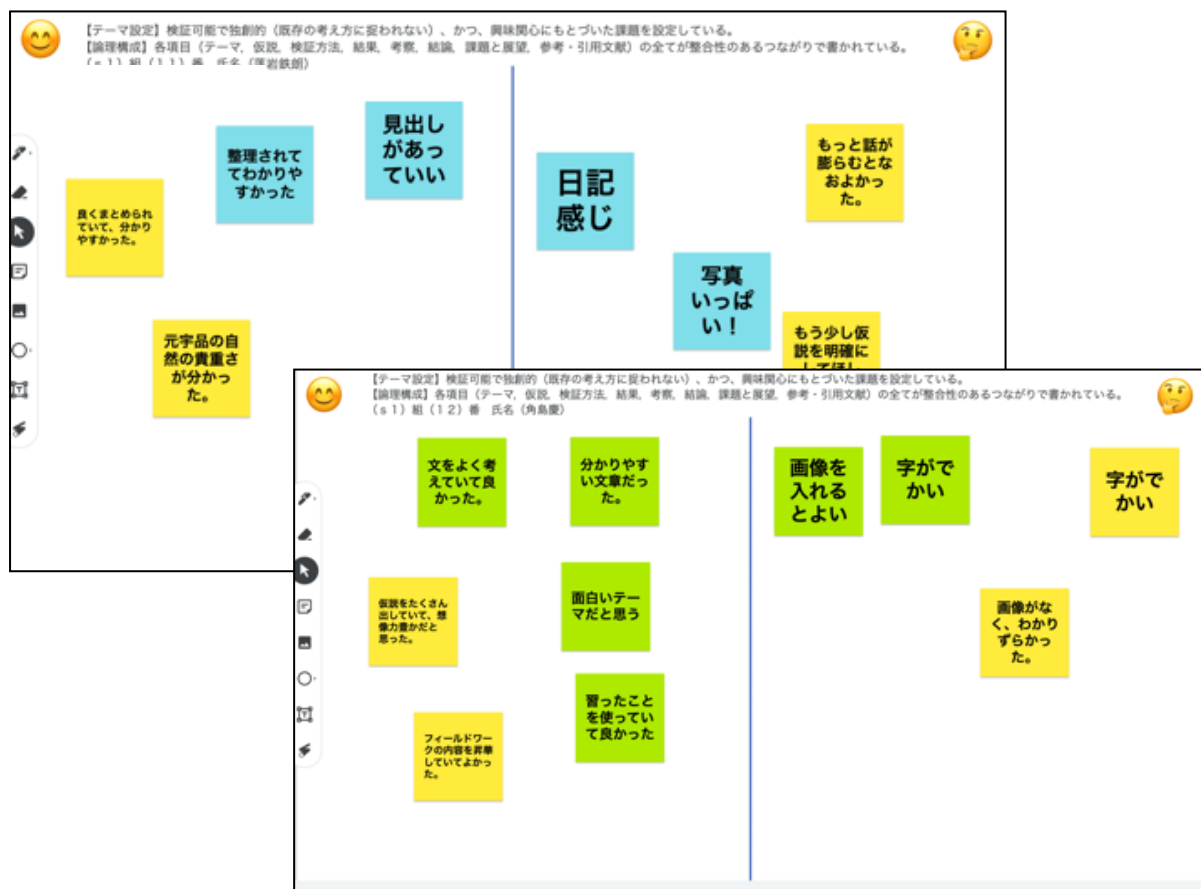 【テーマ設定】検証可能で独創的（既存の考え方に捉われない）、かつ、興味関心にもとづいた課題を設定している。
【論理構成】各項目（テーマ, 仮説, 検証方法, 結果, 考察, 結論, 課題と展望, 参考・引用文献）の全てが整合性のあるつながりで書かれている。
（ｓ１）組（１１）番　氏名（蓬岩鉄朗）
良くまとめられ
ていて、分かり
やすかった。
整理されて
てわかりや
すかった
見出し
があっ
ていい
元宇品の自
然の貴重さ
が分かっ
た。
日記
感じ
写真
いっぱ
い！
もっと話が
膨らむとな
およかっ
た。
もう少し仮
説を明確に
してほし
【テーマ設定】検証可能で独創的（既存の考え方に捉われない）、かつ、興味関心にもとづいた課題を設定している。
【論理構成】各項目（テーマ, 仮説, 検証方法, 結果, 考察, 結論, 課題と展望, 参考・引用文献）の全てが整合性のあるつながりで書かれている。
（ｓ１）組（１２）番　氏名（角島慶）
文をよく考
えていて良
かった。
分かりやす
い文章だっ
た。
仮説をたくさん
出していて、想
像力豊かだと
思った。
面白いテー
マだと思う
習ったこと
を使ってい
て良かった
フィールドワー
クの内容を昇華
していてよかっ
た。
画像を
入れる
とよい
字がで
かい
字がで
かい
画像がな
く、わかり
ずらかっ
た。